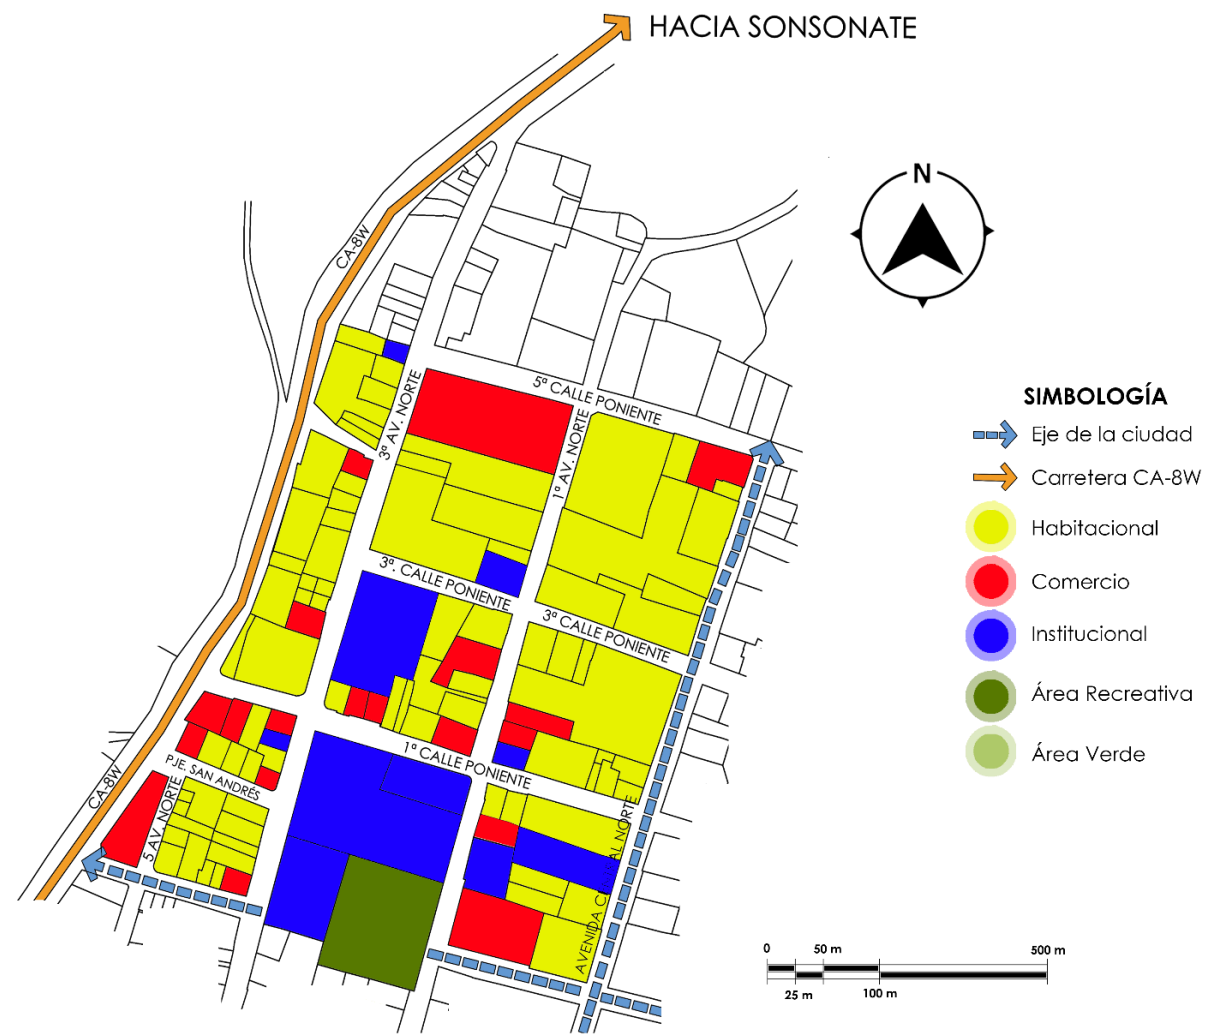 HACIA SONSONATE
N
CA-8W
3ª AV. NORTE
5ª CALLE PONIENTE
1ª AV. NORTE
3ª. CALLE PONIENTE
3ª CALLE PONIENTE
1ª CALLE PONIENTE
PJE. SAN ANDRÉS
CA-8W
5 AV. NORTE
AVENIDA NORTE
SIMBOLOGÍA
Eje de la ciudad
Carretera CA-8W
Habitacional
Comercio
Institucional
Área Recreativa
Área Verde
0 50 m 500 m
25 m 100 m